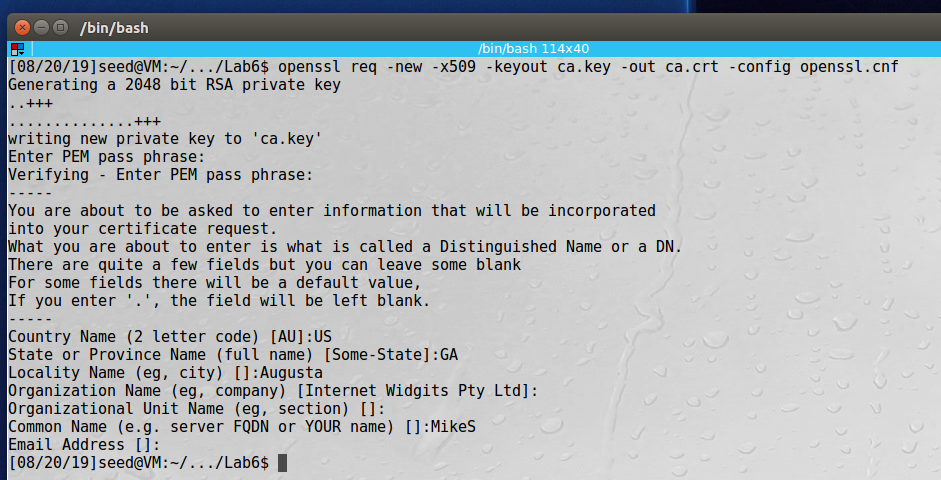 /bin/bash
/bin/bash 114x40
[08/20/19]seed@VM:~/.../Lab6$ openssl req -new -x509 -keyout ca.key -out ca.crt -config openssl.cnf
Generating a 2048 bit RSA private key
..+++
..............+++
writing new private key to 'ca.key'
Enter PEM pass phrase:
Verifying - Enter PEM pass phrase:
-----
You are about to be asked to enter information that will be incorporated
into your certificate request.
What you are about to enter is what is called a Distinguished Name or a DN.
There are quite a few fields but you can leave some blank
For some fields there will be a default value,
If you enter '.', the field will be left blank.
-----
Country Name (2 letter code) [AU]:US
State or Province Name (full name) [Some-State]:GA
Locality Name (eg, city) []:Augusta
Organization Name (eg, company) [Internet Widgits Pty Ltd]:
Organizational Unit Name (eg, section) []:
Common Name (e.g. server FQDN or YOUR name) []:MikeS
Email Address []:
[08/20/19]seed@VM:~/.../Lab6$